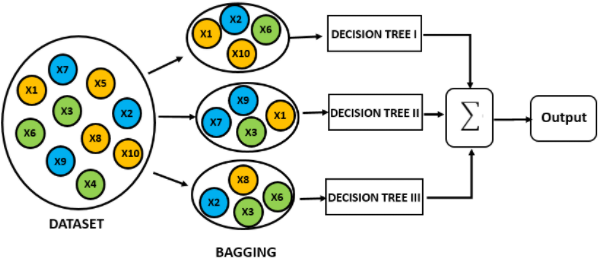 X7
X1
X5
X3
X2
X6
X8
X9
X10
X4
DATASET
X1
X2
X6
X10
X9
X7
X3
X1
X8
X2
X3
X6
BAGGING
DECISION TREE I
DECISION TREE II
DECISION TREE III
∑
Output